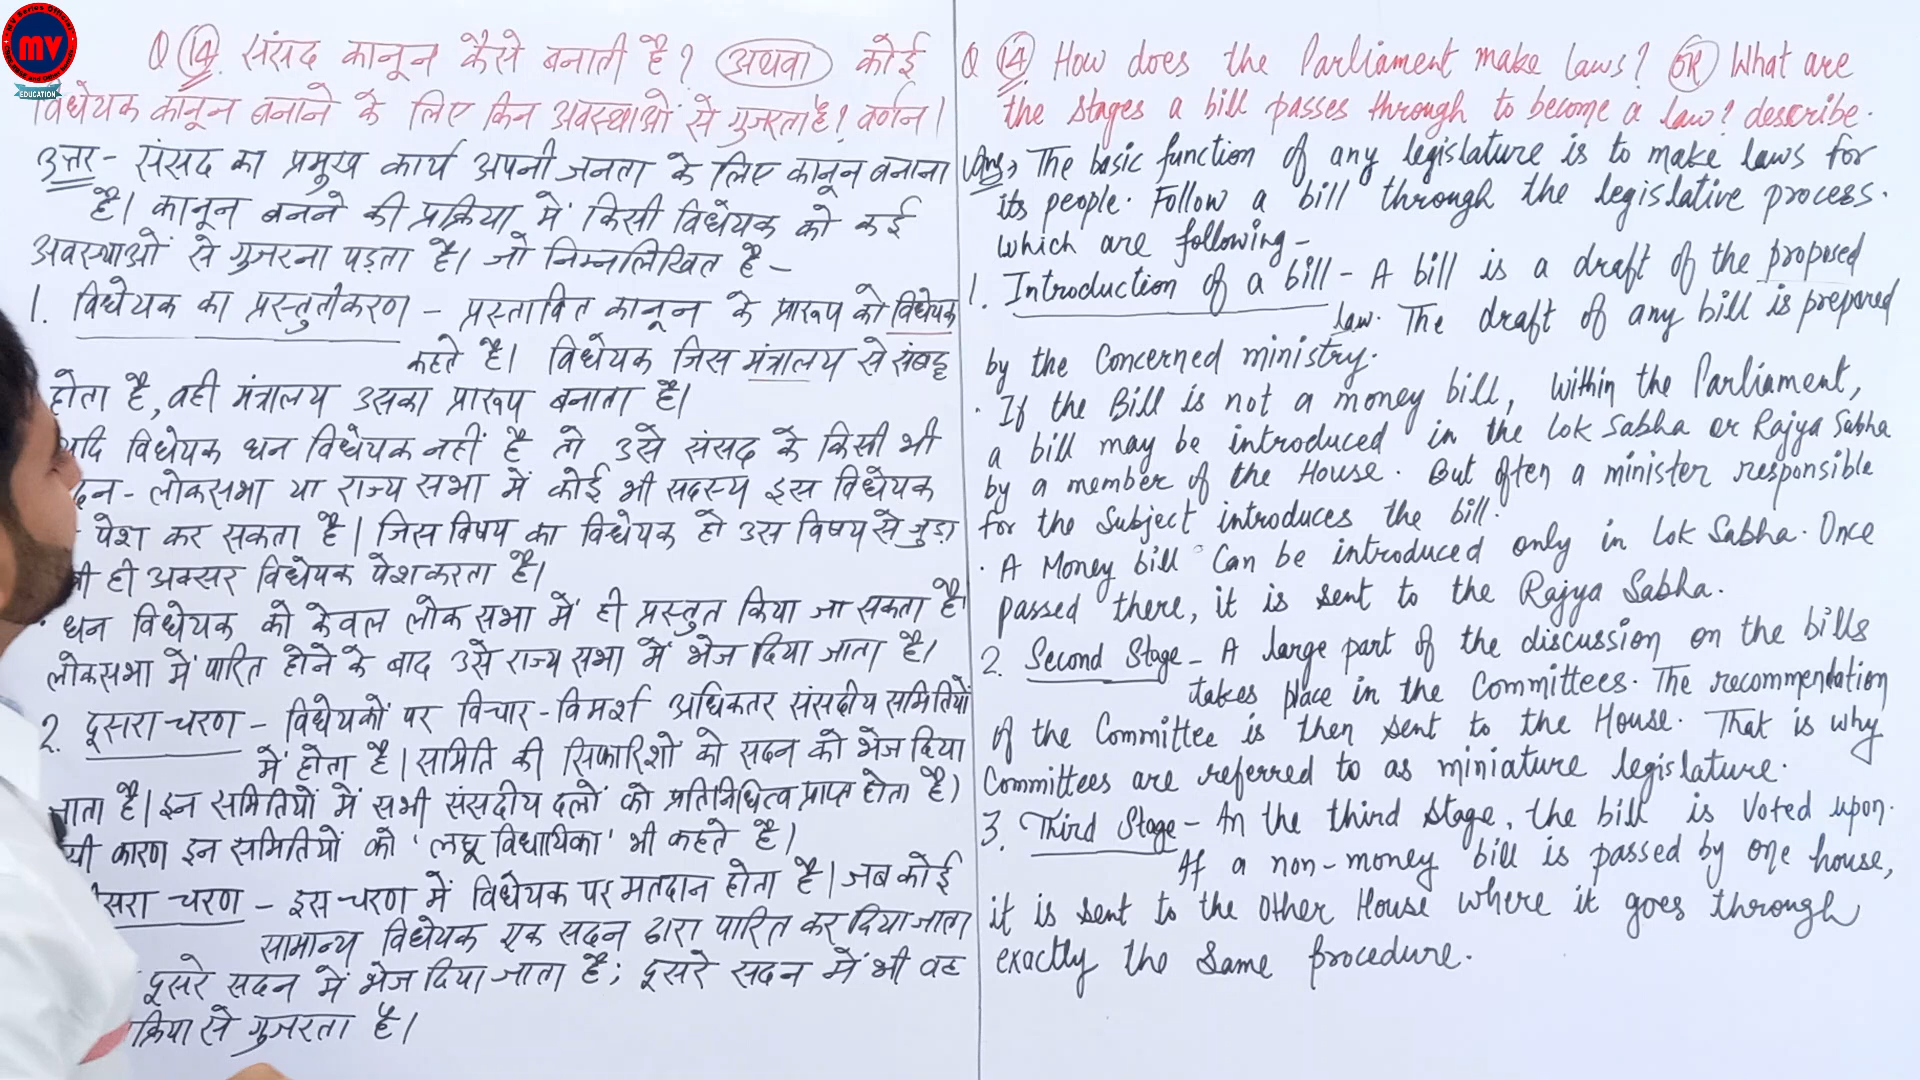 MV
EDUCATION
Q 14. संसद कानून कैसे बनाती है? अथवा कोई
विधेयक कानून बनाने के लिए किन अवस्थाओं से गुजरता है? वर्णन।
उत्तर - संसद का प्रमुख कार्य अपनी जनता के लिए कानून बनाना
है। कानून बनने की प्रक्रिया में किसी विधेयक को कई
अवस्थाओं से गुजरना पड़ता है। जो निम्नलिखित है -
1. विधेयक का प्रस्तुतीकरण - प्रस्तावित कानून के प्रारूप को विधेयक
कहते है। विधेयक जिस मंत्रालय से संबद्ध
होता है, वही मंत्रालय उसका प्रारूप बनाता है।
यदि विधेयक धन विधेयक नहीं है तो उसे संसद के किसी भी
दन - लोकसभा या राज्य सभा में कोई भी सदस्य इस विधेयक
पेश कर सकता है। जिस विषय का विधेयक हो उस विषय से जुड़ा
ही अक्सर विधेयक पेश करता है।
· धन विधेयक को केवल लोक सभा में ही प्रस्तुत किया जा सकता है
लोकसभा में पारित होने के बाद उसे राज्य सभा में भेज दिया जाता है।
2. दूसरा चरण - विधेयकों पर विचार-विमर्श अधिकतर संसदीय समितियों
में होता है। समिति की सिफारिशों को सदन को भेज दिया
जाता है। इन समितियों में सभी संसदीय दलों को प्रतिनिधित्व प्राप्त होता है।
कारण इन समितियों को 'लघू विधायिका' भी कहते है।
सरा चरण - इस चरण में विधेयक पर मतदान होता है। जब कोई
सामान्य विधेयक एक सदन द्वारा पारित कर दिया जाता
दूसरे सदन में भेज दिया जाता है; दूसरे सदन में भी वह
क्रिया से गुजरता है।
Q 14. How does the Parliament make laws? OR What are
the stages a bill passes through to become a law? describe.
Ans, The basic function of any legislature is to make laws for
its people. Follow a bill through the legislative process.
which are following -
1. Introduction of a bill - A bill is a draft of the proposed
law. The draft of any bill is prepared
by the concerned ministry.
· If the Bill is not a money bill, within the Parliament,
a bill may be introduced in the Lok Sabha or Rajya Sabha
by a member of the House. But often a minister responsible
for the Subject introduces the bill.
· A Money bill can be introduced only in Lok Sabha. Once
passed there, it is sent to the Rajya Sabha.
2. Second Stage - A large part of the discussion on the bills
takes place in the Committees. The recommendation
of the Committee is then sent to the House. That is why
Committees are referred to as miniature legislature.
3. Third Stage - In the third Stage, the bill is voted upon.
If a non-money bill is passed by one house,
it is sent to the other House where it goes through
exactly the same procedure.